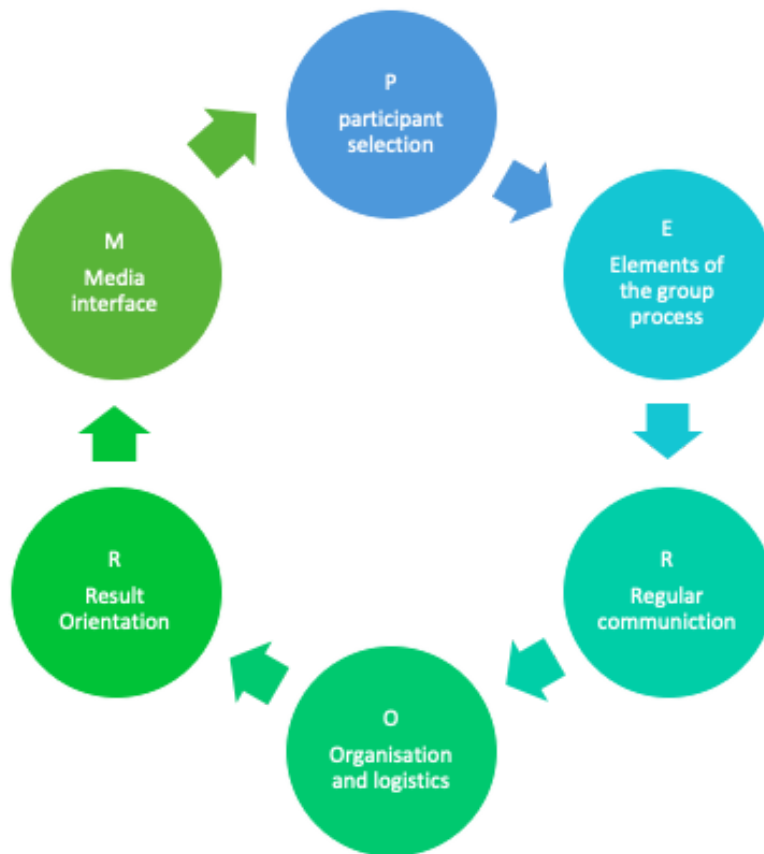 P
participant
selection
E
Elements of
the group
process
R
Regular
communiction
O
Organisation
and logistics
R
Result
Orientation
M
Media
interface